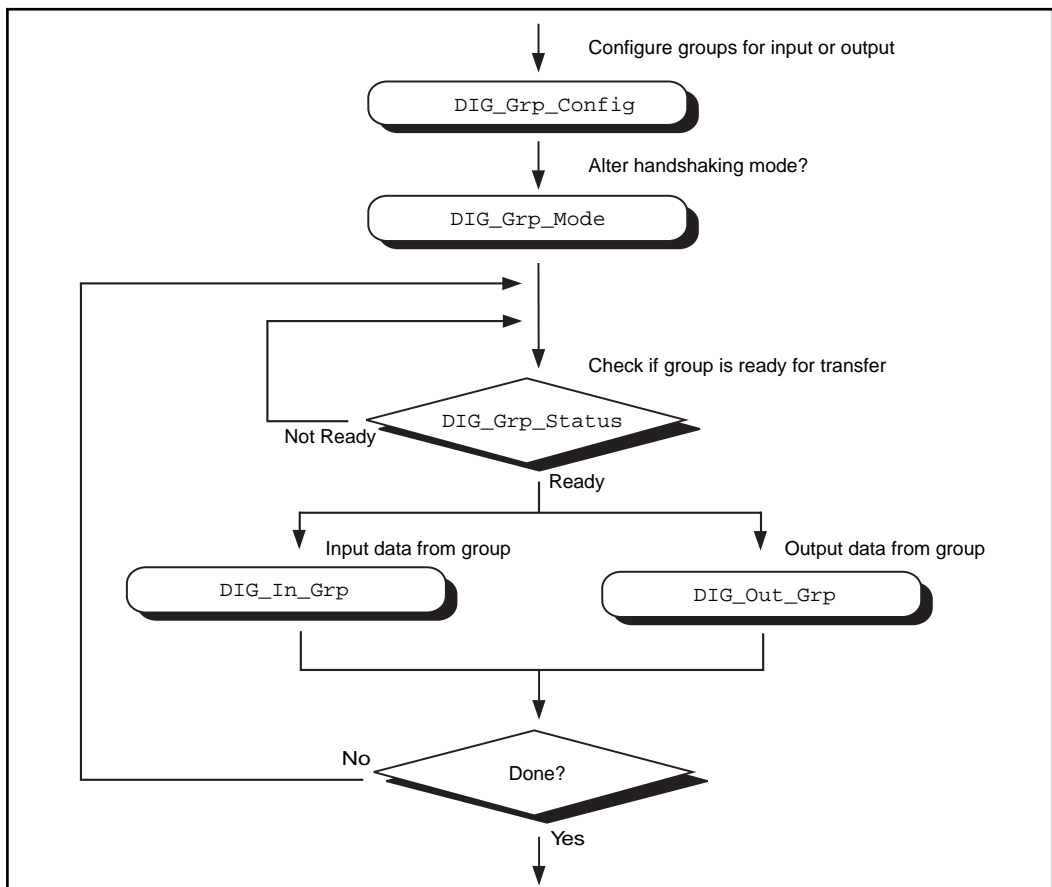 Configure groups for input or output
DIG_Grp_Config
Alter handshaking mode?
DIG_Grp_Mode
Check if group is ready for transfer
DIG_Grp_Status
Not Ready
Ready
Input data from group
Output data from group
DIG_In_Grp
DIG_Out_Grp
No
Done?
Yes